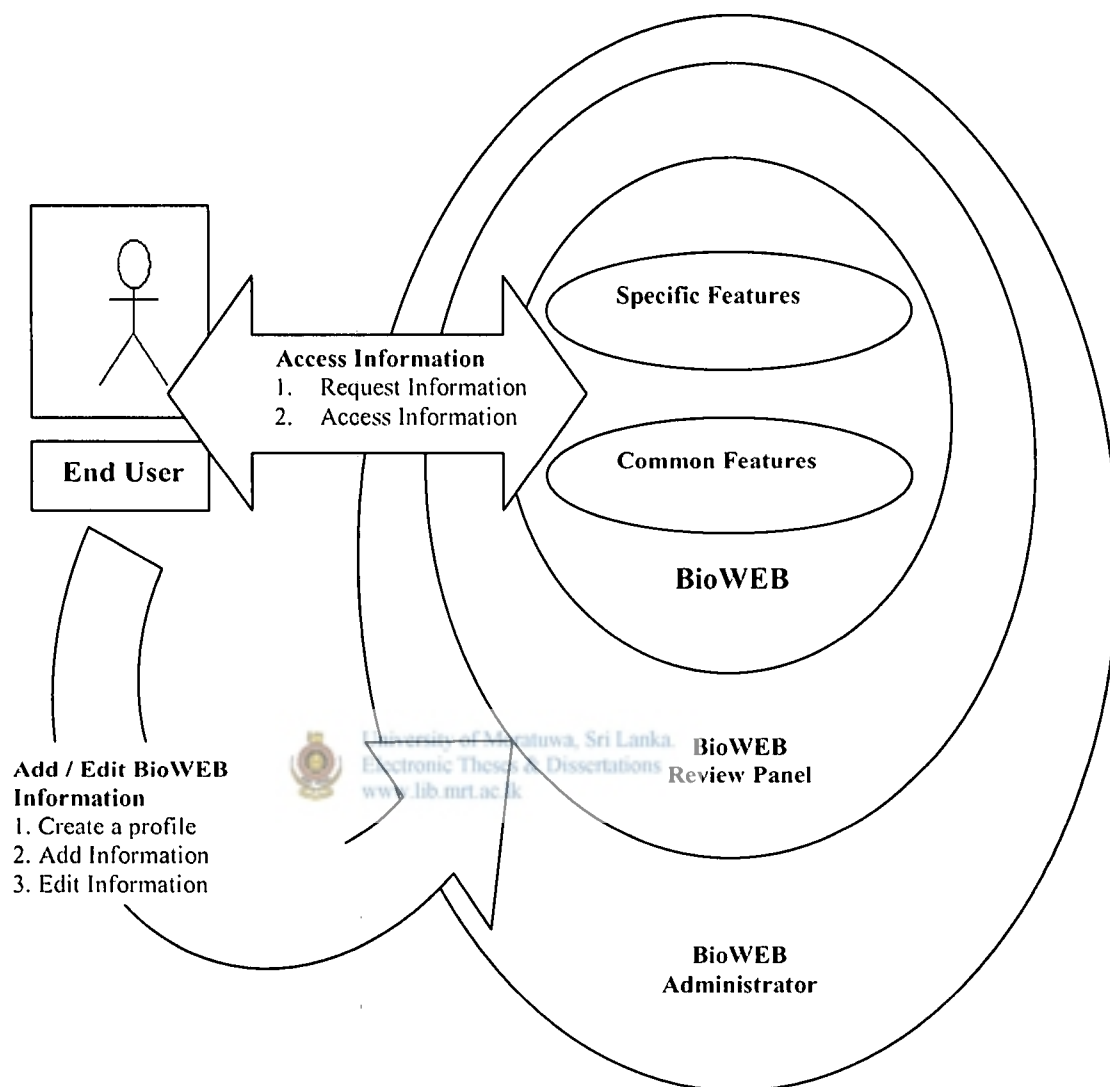 Specific Features
Access Information
1. Request Information
2. Access Information
Common Features
End User
BioWEB
University of Moratuwa, Sri Lanka.
Electronic Theses & Dissertations
www.lib.mrt.ac.lk
BioWEB
Review Panel
Add / Edit BioWEB
Information
1. Create a profile
2. Add Information
3. Edit Information
BioWEB
Administrator